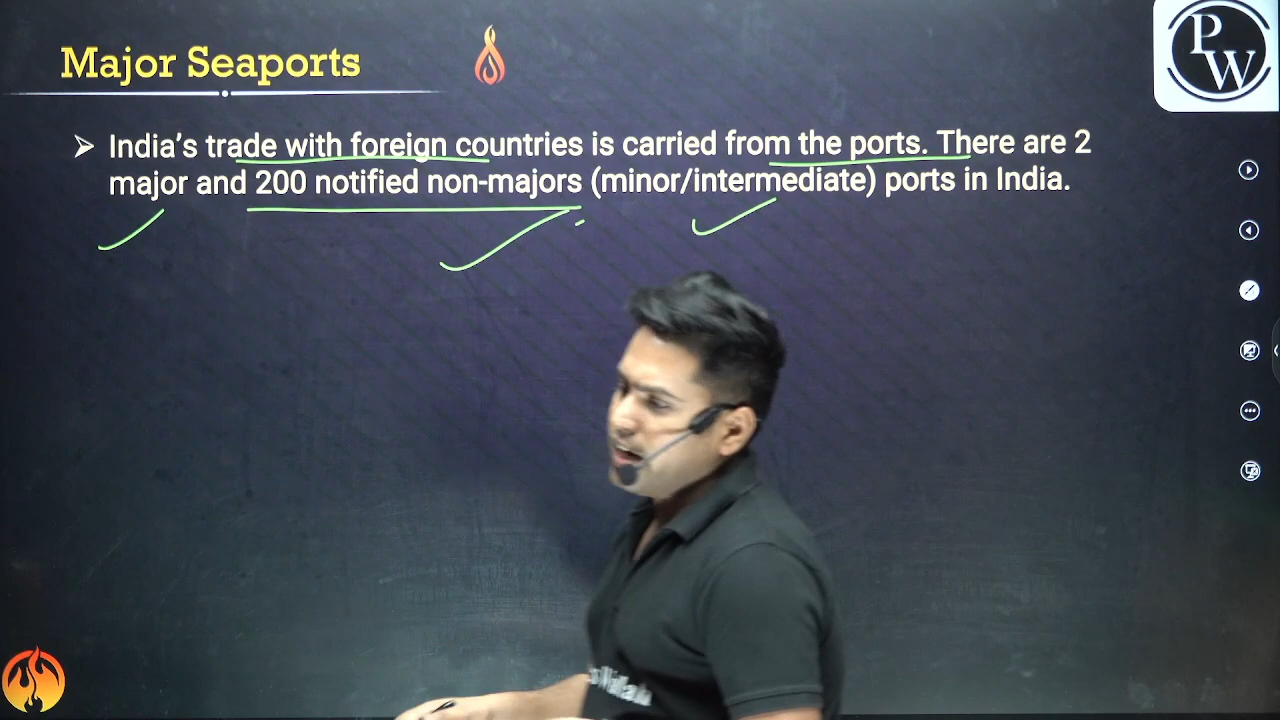 Major Seaports
PW
➢ India's trade with foreign countries is carried from the ports. There are 2
major and 200 notified non-majors (minor/intermediate) ports in India.